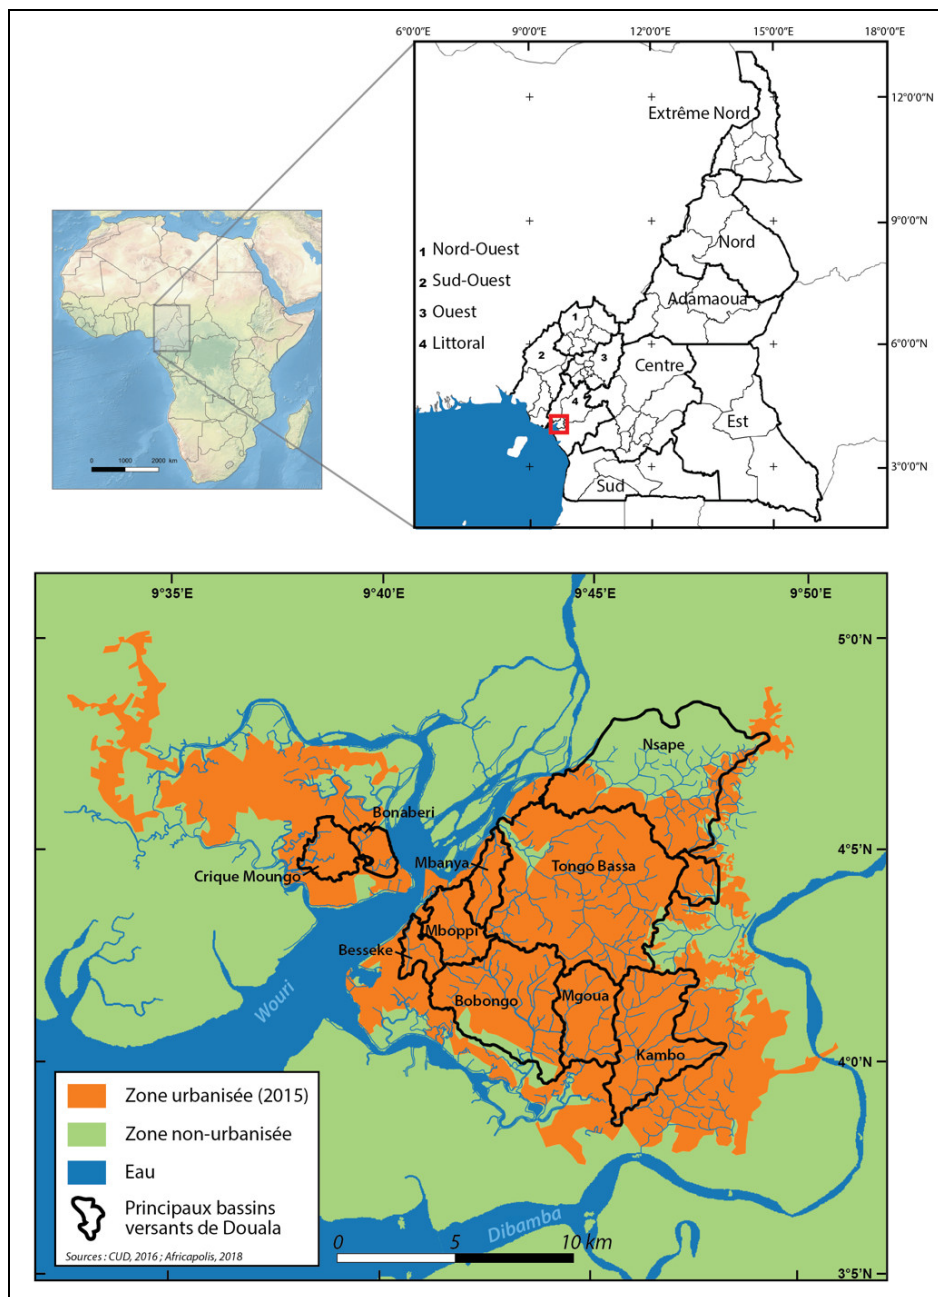 6°0'0"E
9°0'0"E
12°0'0"E
15°0'0"E
18°0'0"E
12°0'0"N
Extrême Nord
9°0'0"N
Nord
1 Nord-Ouest
2 Sud-Ouest
3 Ouest
4 Littoral
Adamaoua
1
2
3
4
6°0'0"N
Centre
Est
3°0'0"N
Sud
0 1000 2000 km
9°35'E
9°40'E
9°45'E
9°50'E
5°0'N
Nsape
Bonaberi
4°5'N
Mbanya
Tongo Bassa
Crique Moungo
Mboppi
Besseke
Bobongo
Mgoua
Wouri
Kambo
4°0'N
Zone urbanisée (2015)
Zone non-urbanisée
Eau
Principaux bassins
versants de Douala
Sources : CUD, 2016 ; Africapolis, 2018
Dibamba
0 5 10 km
3°5'N